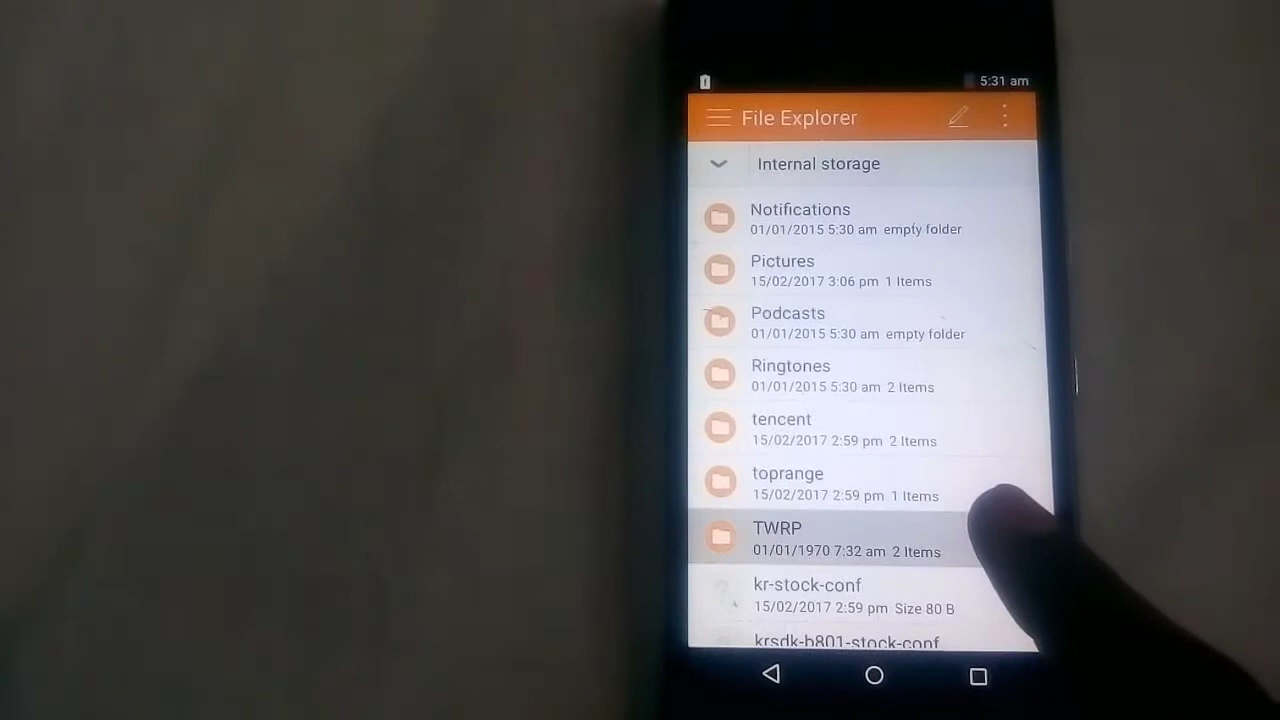 5:31 am
File Explorer
Internal storage
Notifications
01/01/2015 5:30 am empty folder
Pictures
15/02/2017 3:06 pm 1 Items
Podcasts
01/01/2015 5:30 am empty folder
Ringtones
01/01/2015 5:30 am 2 Items
tencent
15/02/2017 2:59 pm 2 Items
toprange
15/02/2017 2:59 pm 1 Items
TWRP
01/01/1970 7:32 am 2 Items
kr-stock-conf
15/02/2017 2:59 pm Size 80 B
krsdk-b801-stock-conf